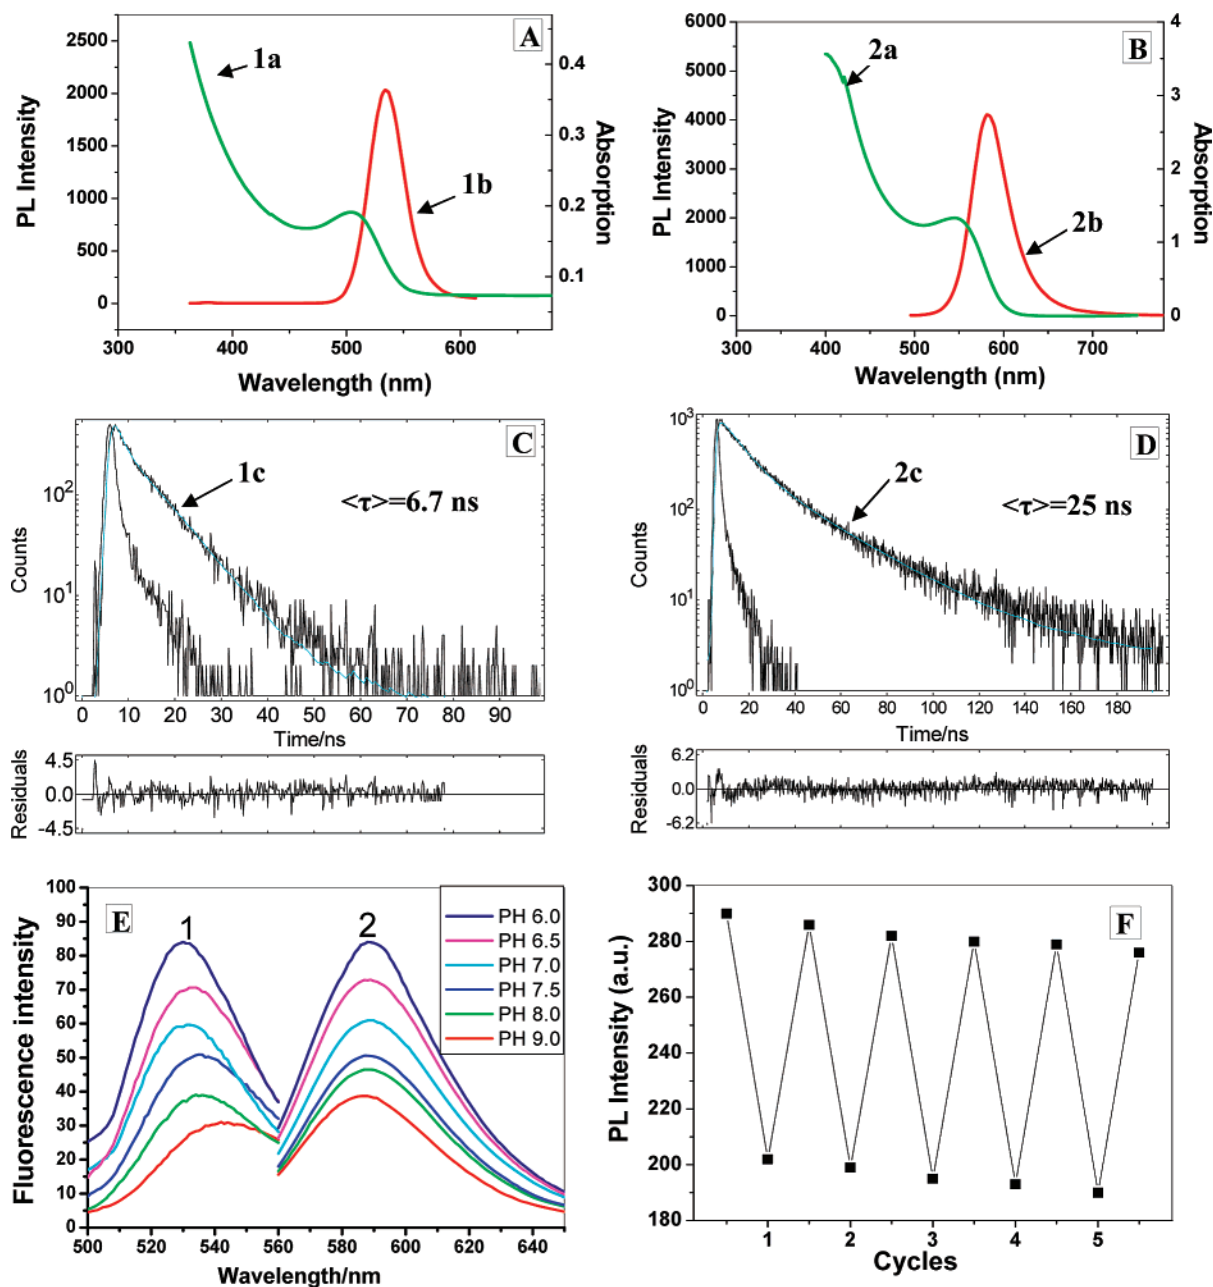 A
1a
1b
2500
2000
1500
1000
500
0
PL Intensity
0.4
0.3
0.2
0.1
Absorption
300 400 500 600
Wavelength (nm)
B
2a
2b
6000
5000
4000
3000
2000
1000
0
PL Intensity
4
3
2
1
0
Absorption
300 400 500 600 700
Wavelength (nm)
C
1c
<τ>=6.7 ns
10²
10¹
10⁰
Counts
0 10 20 30 40 50 60 70 80 90
Time/ns
4.5
0.0
-4.5
Residuals
D
2c
<τ>=25 ns
10³
10²
10¹
10⁰
Counts
0 20 40 60 80 100 120 140 160 180
Time/ns
6.2
0.0
-6.2
Residuals
E
1
2
PH 6.0
PH 6.5
PH 7.0
PH 7.5
PH 8.0
PH 9.0
100
90
80
70
60
50
40
30
20
10
0
Fluorescence intensity
500 520 540 560 580 600 620 640
Wavelength/nm
F
300
280
260
240
220
200
180
PL Intensity (a.u.)
1 2 3 4 5
Cycles